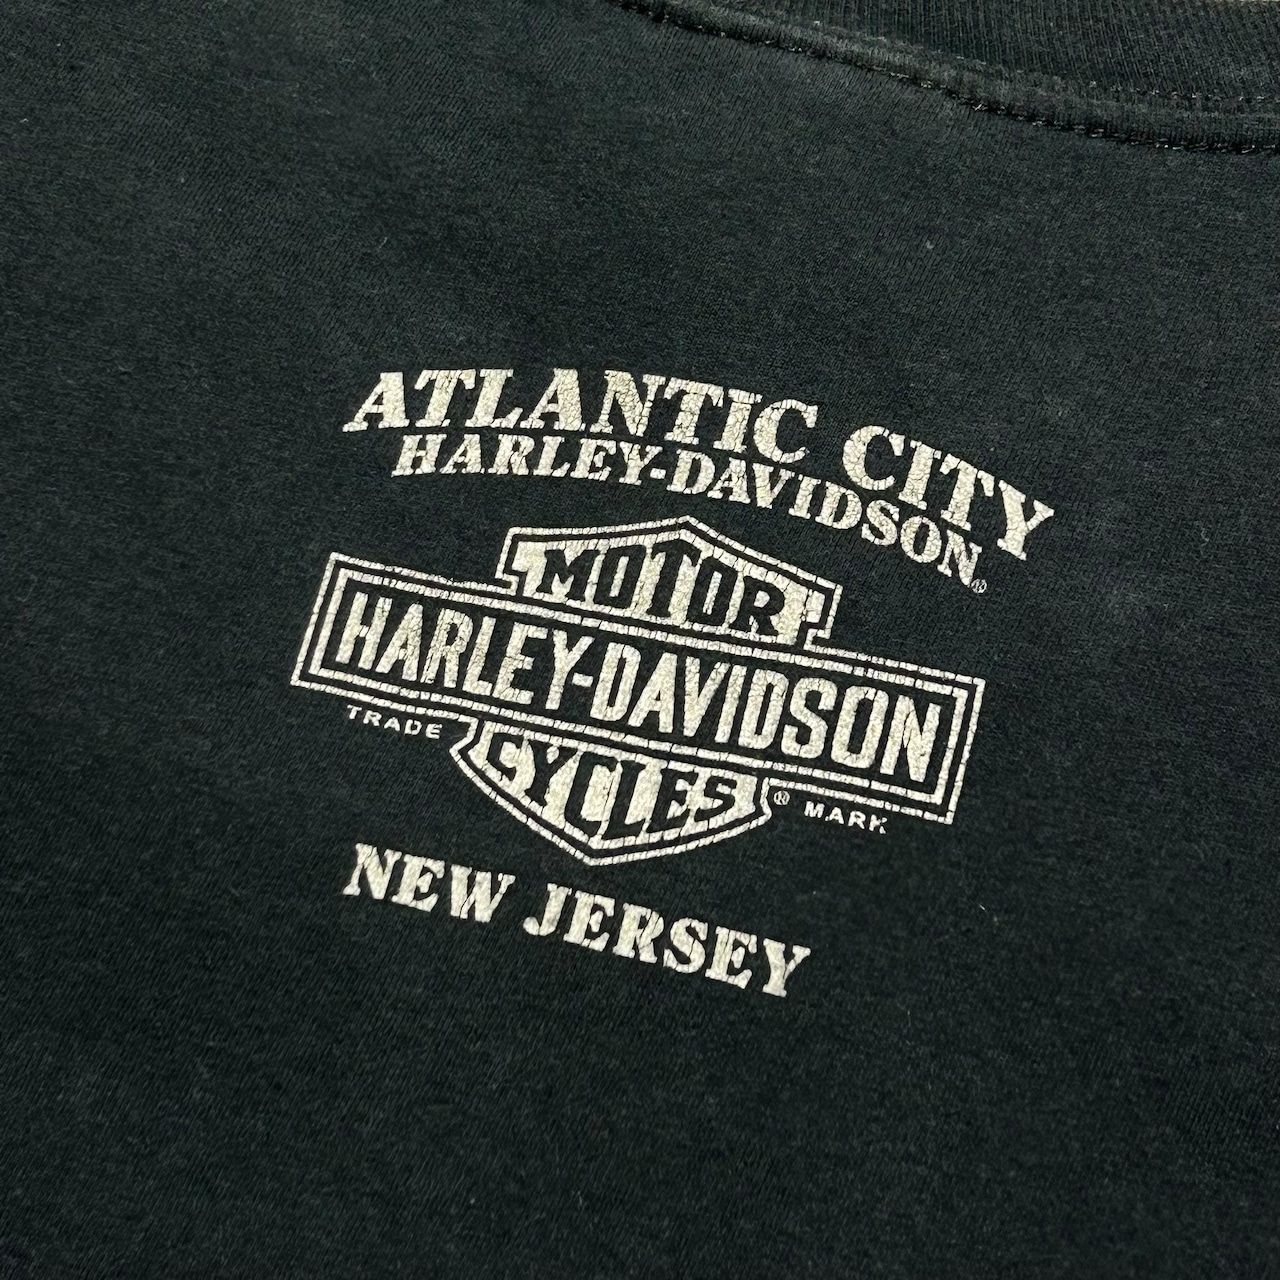 ATLANTIC CITY
HARLEY-DAVIDSON®
MOTOR
HARLEY-DAVIDSON
CYCLES
TRADE ® MARK
NEW JERSEY